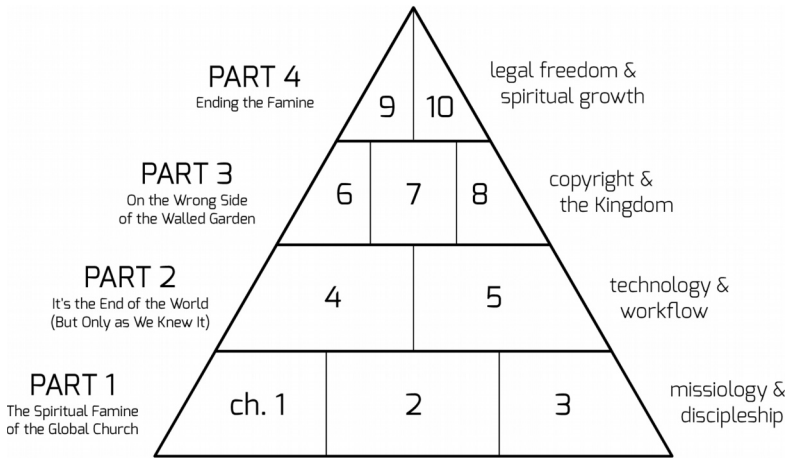 PART 4
Ending the Famine
9 10
legal freedom &
spiritual growth
PART 3
On the Wrong Side
of the Walled Garden
6 7 8
copyright &
the Kingdom
PART 2
It's the End of the World
(But Only as We Knew It)
4 5
technology &
workflow
PART 1
The Spiritual Famine
of the Global Church
ch. 1 2 3
missiology &
discipleship